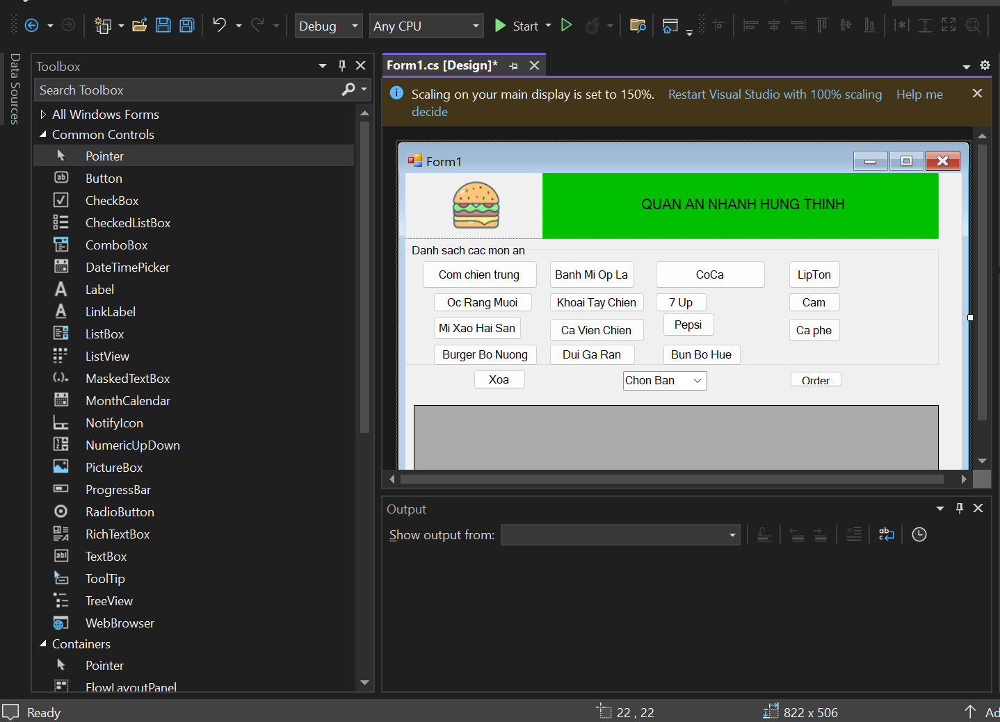 Debug
Any CPU
Start
Data Sources
Toolbox
Search Toolbox
All Windows Forms
Common Controls
Pointer
Button
CheckBox
CheckedListBox
ComboBox
DateTimePicker
Label
LinkLabel
ListBox
ListView
MaskedTextBox
MonthCalendar
NotifyIcon
NumericUpDown
PictureBox
ProgressBar
RadioButton
RichTextBox
TextBox
ToolTip
TreeView
WebBrowser
Containers
Pointer
FlowLayoutPanel
Form1.cs [Design]*
Scaling on your main display is set to 150%. Restart Visual Studio with 100% scaling Help me
decide
Form1
QUAN AN NHANH HUNG THINH
Danh sach cac mon an
Com chien trung Banh Mi Op La CoCa LipTon
Oc Rang Muoi Khoai Tay Chien 7 Up Cam
Mi Xao Hai San Ca Vien Chien Pepsi Ca phe
Burger Bo Nuong Dui Ga Ran Bun Bo Hue
Xoa Chon Ban Order
Output
Show output from:
Ready 22 , 22 822 x 506 Ad